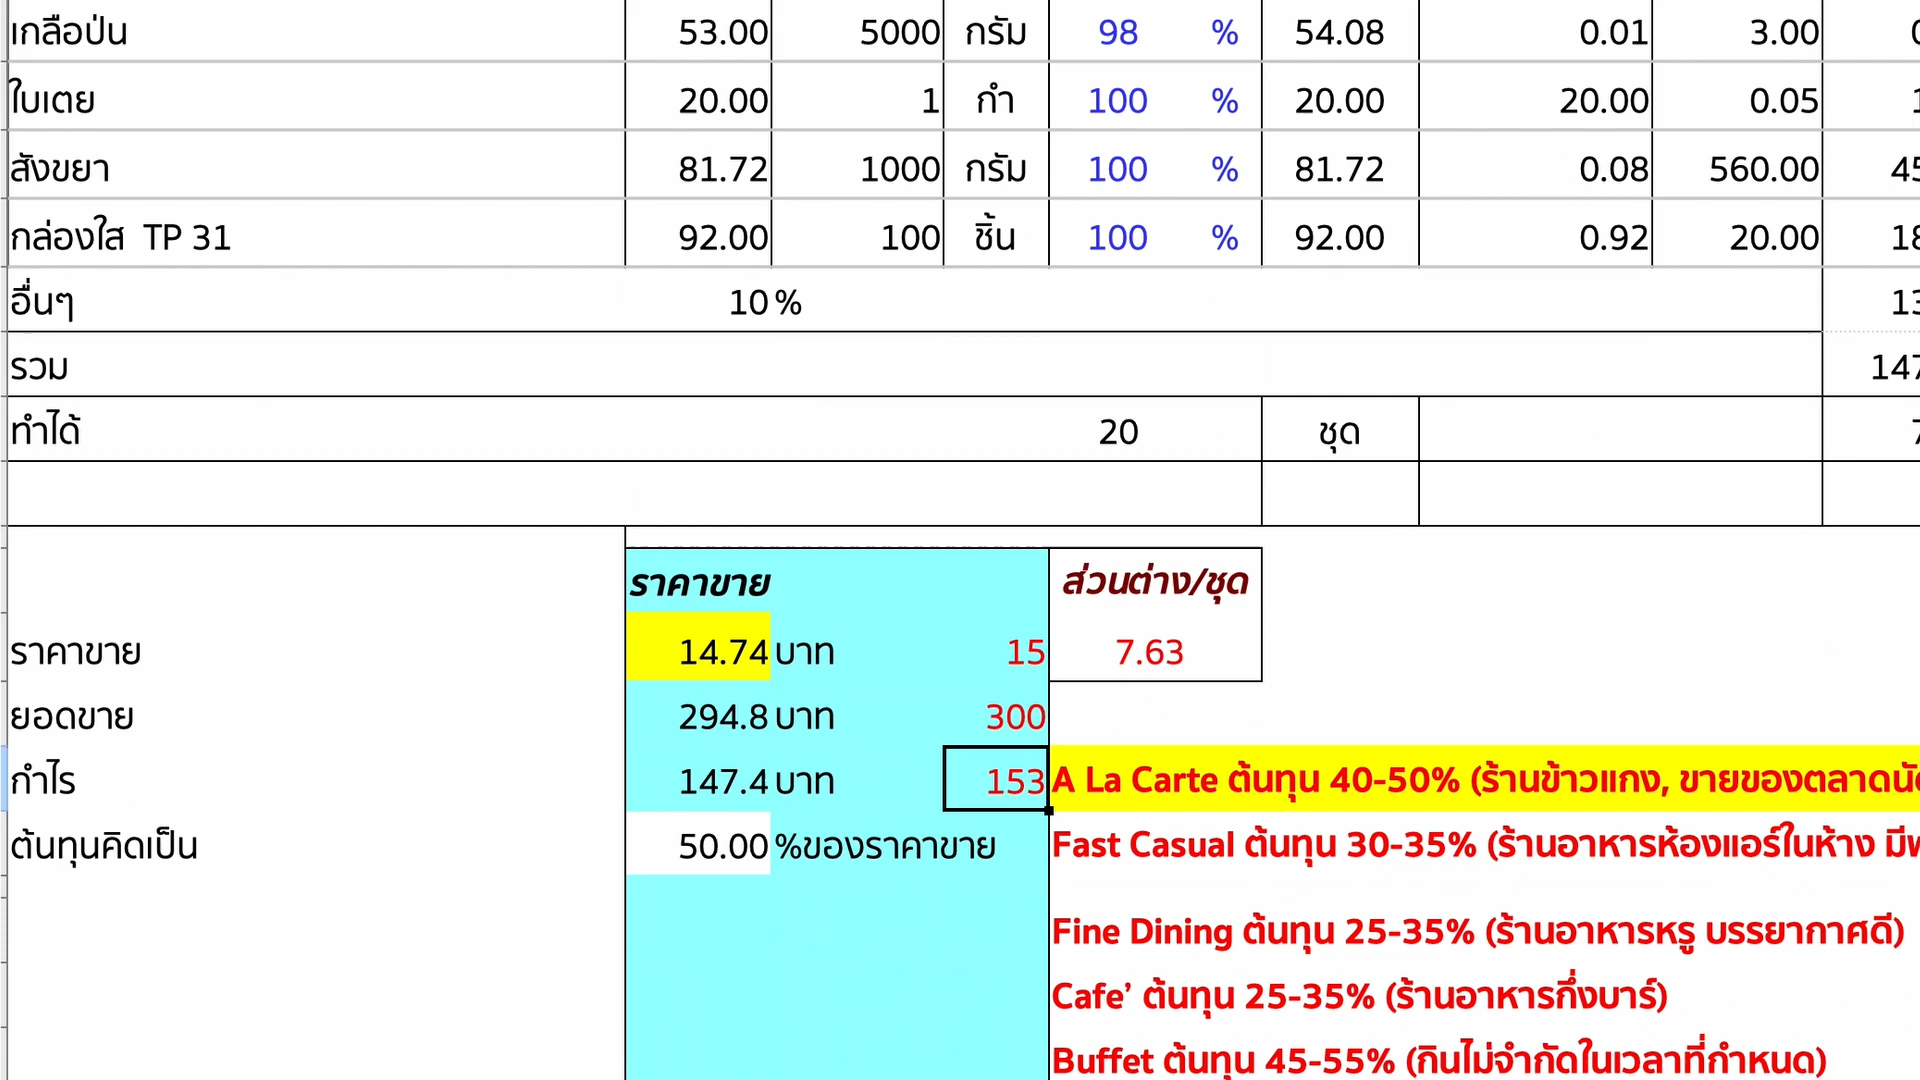 เกลือป่น 53.00 5000 กรัม 98 % 54.08 0.01 3.00
ใบเตย 20.00 1 กำ 100 % 20.00 20.00 0.05
สังขยา 81.72 1000 กรัม 100 % 81.72 0.08 560.00 45
กล่องใส TP 31 92.00 100 ชิ้น 100 % 92.00 0.92 20.00 18
อื่นๆ 10 % 13
รวม 147
ทำได้ 20 ชุด 7
ราคาขาย ส่วนต่าง/ชุด
ราคาขาย 14.74 บาท 15 7.63
ยอดขาย 294.8 บาท 300
กำไร 147.4 บาท 153 A La Carte ต้นทุน 40-50% (ร้านข้าวแกง, ขายของตลาดนัด
ต้นทุนคิดเป็น 50.00 %ของราคาขาย Fast Casual ต้นทุน 30-35% (ร้านอาหารห้องแอร์ในห้าง
Fine Dining ต้นทุน 25-35% (ร้านอาหารหรู บรรยากาศดี)
Cafe’ ต้นทุน 25-35% (ร้านอาหารกึ่งบาร์)
Buffet ต้นทุน 45-55% (กินไม่จำกัดในเวลาที่กำหนด)